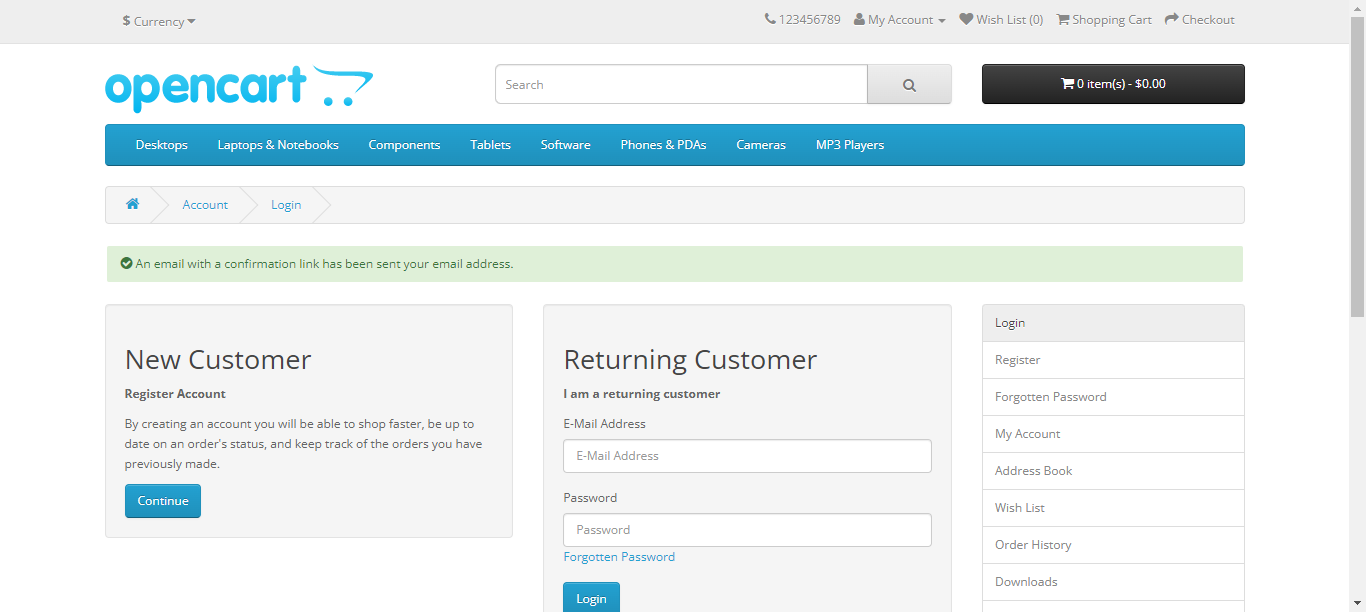 $ Currency
123456789 My Account Wish List (0) Shopping Cart Checkout
opencart
Search
0 item(s) - $0.00
Desktops Laptops & Notebooks Components Tablets Software Phones & PDAs Cameras MP3 Players
Account Login
An email with a confirmation link has been sent your email address.
New Customer
Register Account
By creating an account you will be able to shop faster, be up to
date on an order's status, and keep track of the orders you have
previously made.
Continue
Returning Customer
I am a returning customer
E-Mail Address
E-Mail Address
Password
Password
Forgotten Password
Login
Login
Register
Forgotten Password
My Account
Address Book
Wish List
Order History
Downloads